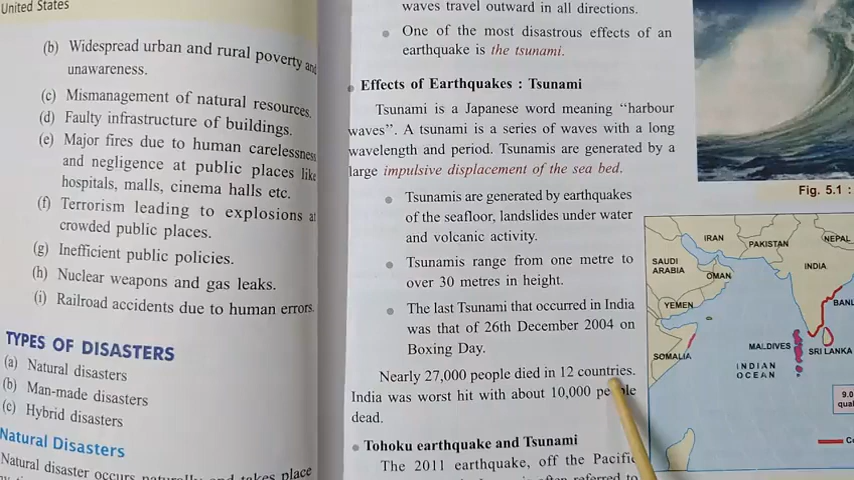 United States
(b) Widespread urban and rural poverty and
unawareness.
(c) Mismanagement of natural resources.
(d) Faulty infrastructure of buildings.
(e) Major fires due to human carelessness
and negligence at public places like
hospitals, malls, cinema halls etc.
(f) Terrorism leading to explosions at
crowded public places.
(g) Inefficient public policies.
(h) Nuclear weapons and gas leaks.
(i) Railroad accidents due to human errors.
TYPES OF DISASTERS
(a) Natural disasters
(b) Man-made disasters
(c) Hybrid disasters
Natural Disasters
Natural disaster occurs naturally and takes place
waves travel outward in all directions.
One of the most disastrous effects of an
earthquake is the tsunami.
Effects of Earthquakes : Tsunami
Tsunami is a Japanese word meaning “harbour
waves”. A tsunami is a series of waves with a long
wavelength and period. Tsunamis are generated by a
large impulsive displacement of the sea bed.
Tsunamis are generated by earthquakes
of the seafloor, landslides under water
and volcanic activity.
Tsunamis range from one metre to
over 30 metres in height.
The last Tsunami that occurred in India
was that of 26th December 2004 on
Boxing Day.
Nearly 27,000 people died in 12 countries.
India was worst hit with about 10,000 people
dead.
Tohoku earthquake and Tsunami
The 2011 earthquake, off the Pacific
often referred to
Fig. 5.1 :
IRAN
PAKISTAN
NEPAL
SAUDI
ARABIA
OMAN
INDIA
YEMEN
MALDIVES
SRI LANKA
SOMALIA
INDIAN
OCEAN
9.0